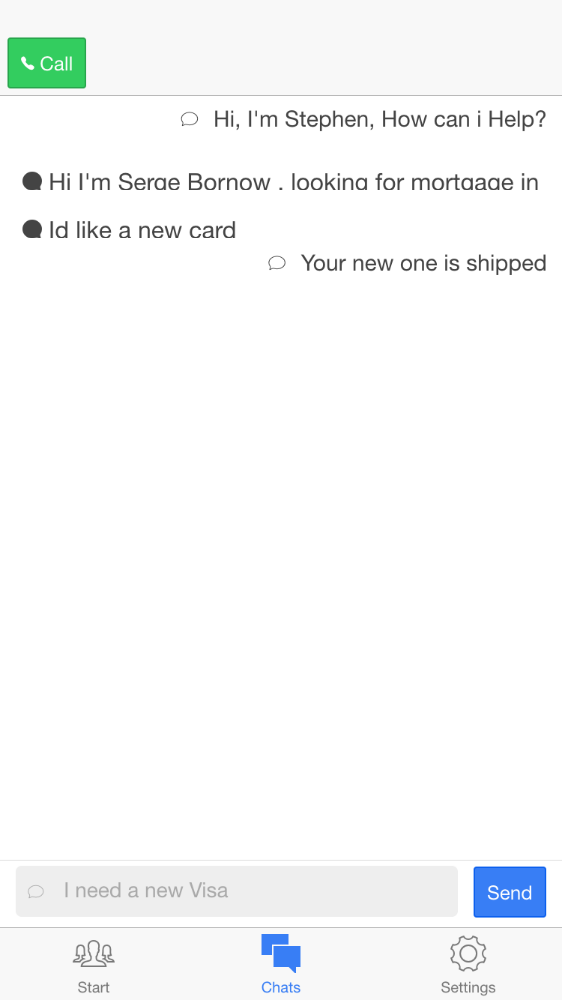 Call
Hi, I'm Stephen, How can i Help?
Hi I'm Serge Bornow . looking for mortgage in
Id like a new card
Your new one is shipped
I need a new Visa
Send
Start
Chats
Settings